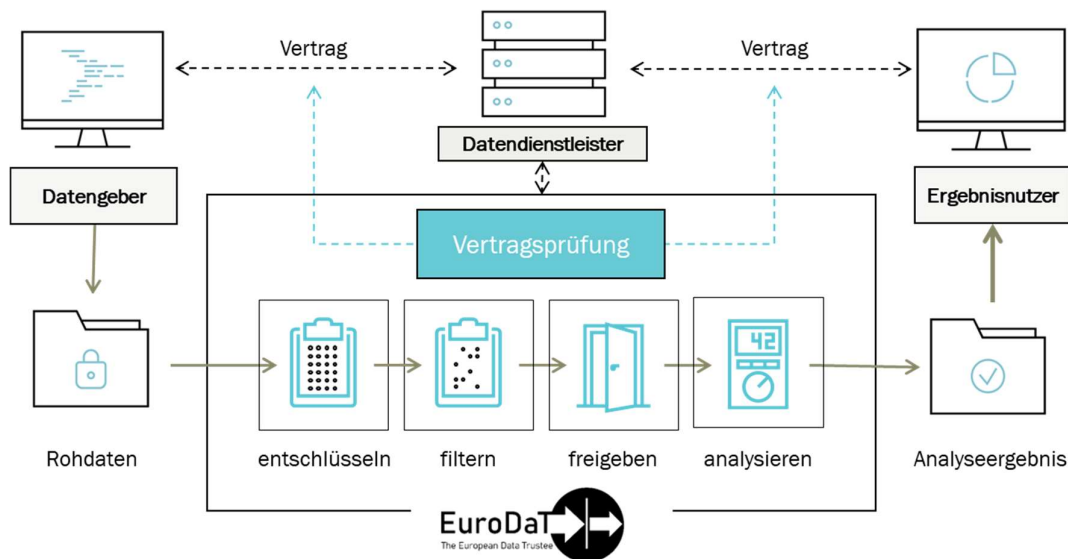 Vertrag
Vertrag
Datendienstleister
Datengeber
Ergebnisnutzer
Vertragsprüfung
42
Rohdaten
entschlüsseln
filtern
freigeben
analysieren
Analyseergebnis
EuroDaT
The European Data Trustee